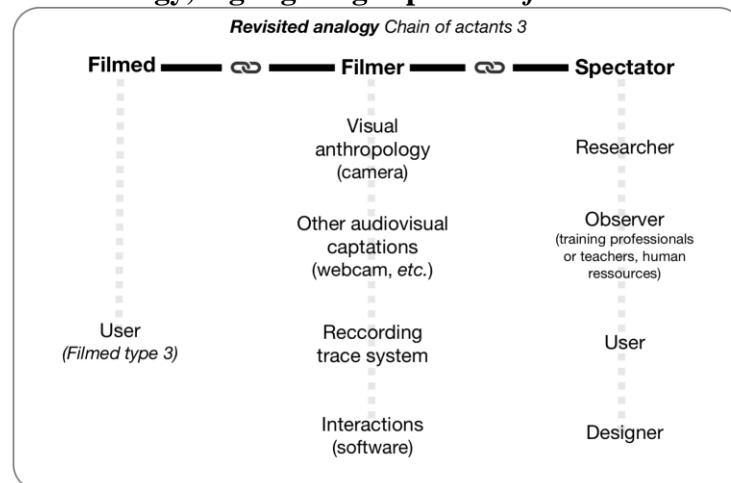 Revisited analogy Chain of actants 3
Filmed
Filmer
Spectator
Visual
anthropology
(camera)
Researcher
Other audiovisual
captations
(webcam, etc.)
Observer
(training professionals
or teachers, human
ressources)
User
(Filmed type 3)
Reccording
trace system
User
Interactions
(software)
Designer